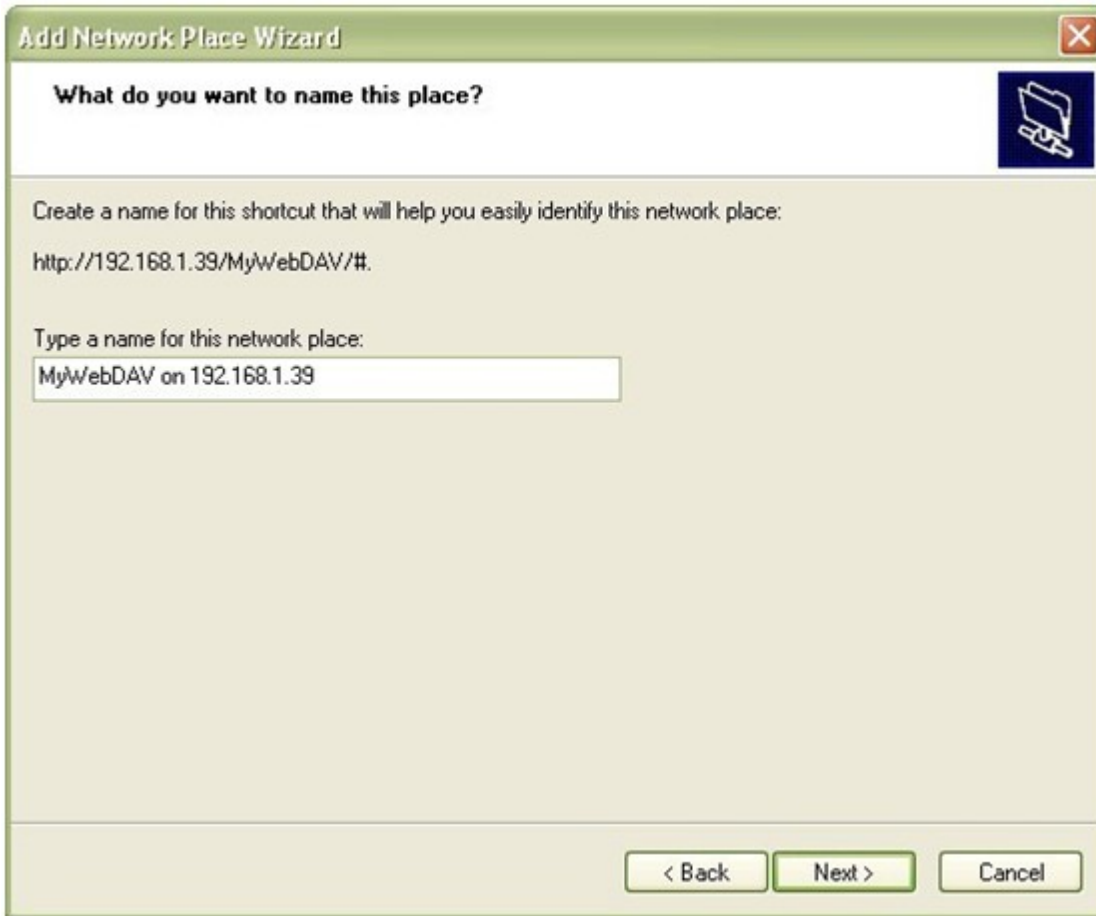 Add Network Place Wizard
What do you want to name this place?
Create a name for this shortcut that will help you easily identify this network place:
http://192.168.1.39/MyWebDAV/#.
Type a name for this network place:
MyWebDAV on 192.168.1.39
< Back
Next >
Cancel